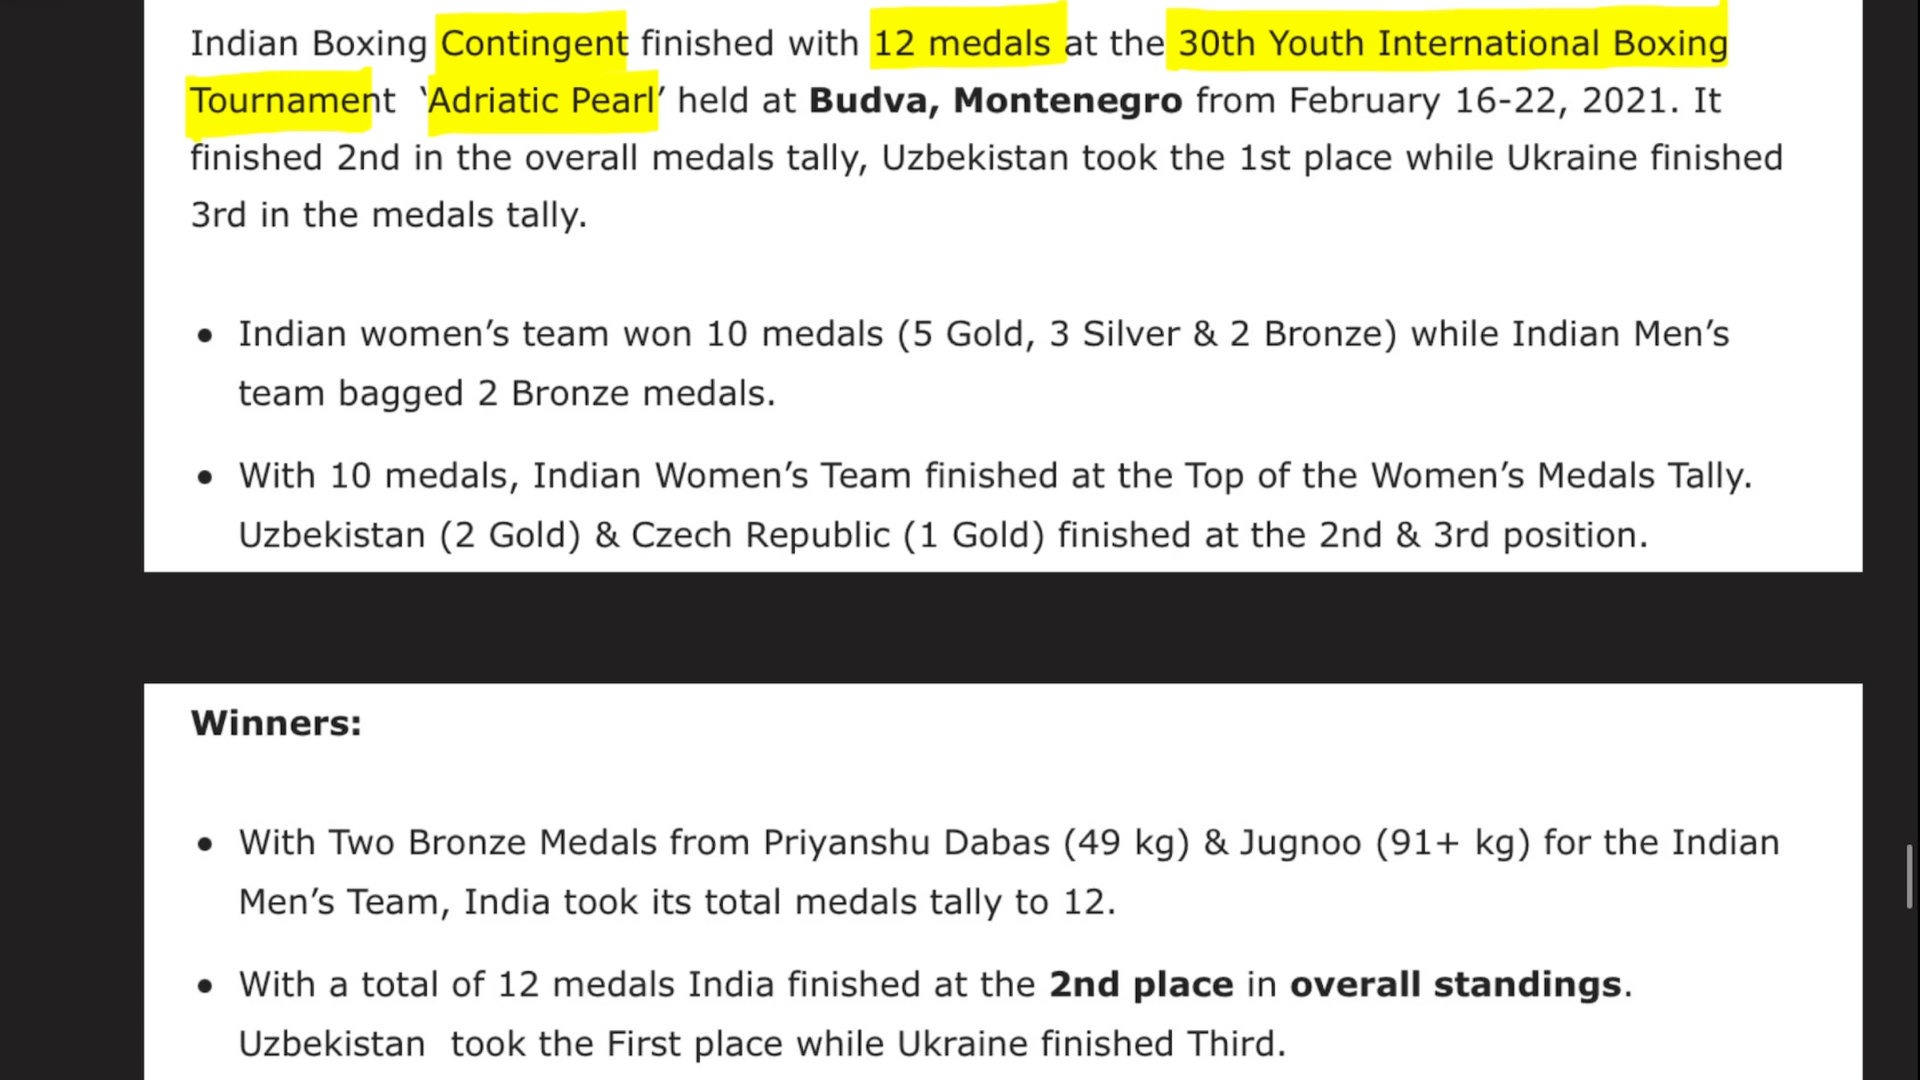 Indian Boxing Contingent finished with 12 medals at the 30th Youth International Boxing
Tournament ‘Adriatic Pearl’ held at Budva, Montenegro from February 16-22, 2021. It
finished 2nd in the overall medals tally, Uzbekistan took the 1st place while Ukraine finished
3rd in the medals tally.
• Indian women’s team won 10 medals (5 Gold, 3 Silver & 2 Bronze) while Indian Men’s
team bagged 2 Bronze medals.
• With 10 medals, Indian Women’s Team finished at the Top of the Women’s Medals Tally.
Uzbekistan (2 Gold) & Czech Republic (1 Gold) finished at the 2nd & 3rd position.
Winners:
• With Two Bronze Medals from Priyanshu Dabas (49 kg) & Jugnoo (91+ kg) for the Indian
Men’s Team, India took its total medals tally to 12.
• With a total of 12 medals India finished at the 2nd place in overall standings.
Uzbekistan took the First place while Ukraine finished Third.